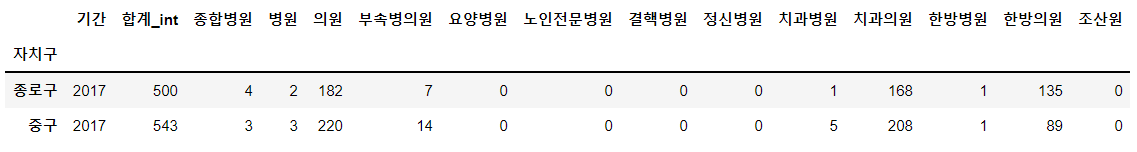 기간 합계_int 종합병원 병원 의원 부속병의원 요양병원 노인전문병원 결핵병원 정신병원 치과병원 치과의원 한방병원 한방의원 조산원
자치구
종로구 2017 500 4 2 182 7 0 0 0 0 1 168 1 135 0
중구 2017 543 3 3 220 14 0 0 0 0 5 208 1 89 0